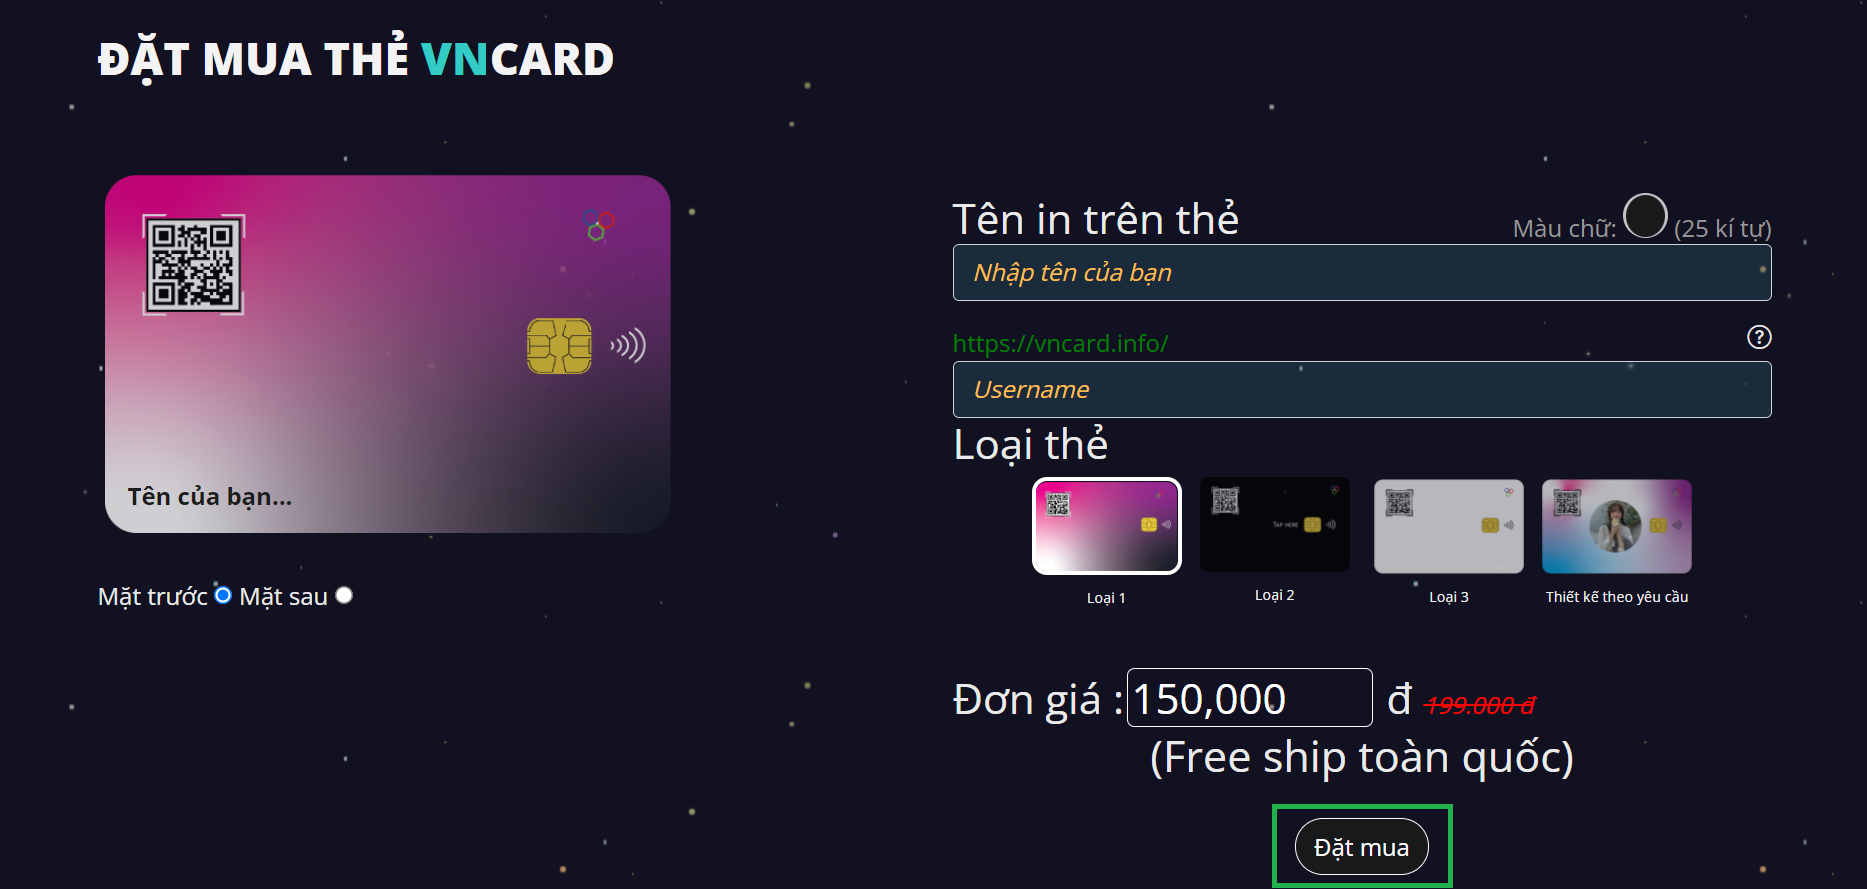 ĐẶT MUA THẺ VNCARD
Tên của bạn...
Mặt trước Mặt sau
Tên in trên thẻ
Màu chữ: (25 kí tự)
Nhập tên của bạn
https://vncard.info/
?
Username
Loại thẻ
TAP HERE
Loại 1
Loại 2
Loại 3
Thiết kế theo yêu cầu
Đơn giá : 150,000 đ 199.000 đ
(Free ship toàn quốc)
Đặt mua